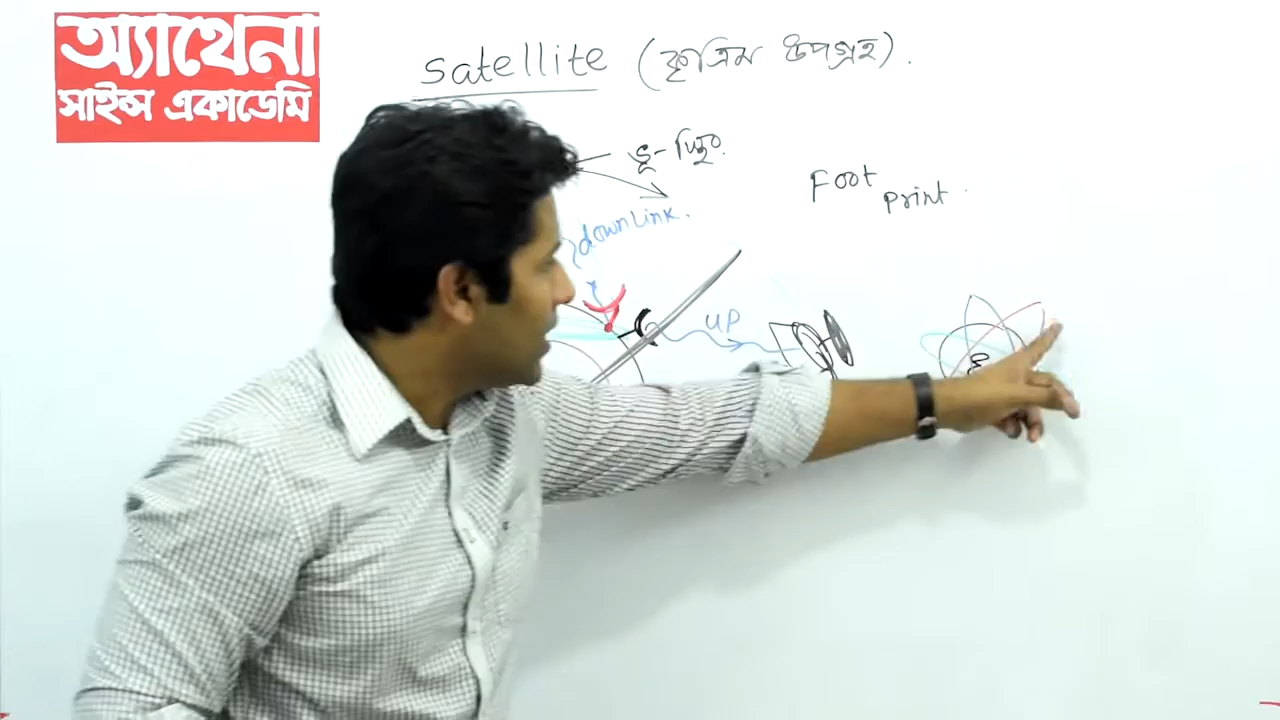 অ্যাথেনা
সাইন্স একাডেমি
Satellite (কৃত্রিম উপগ্রহ).
Foot
Print.
downLink.
UP